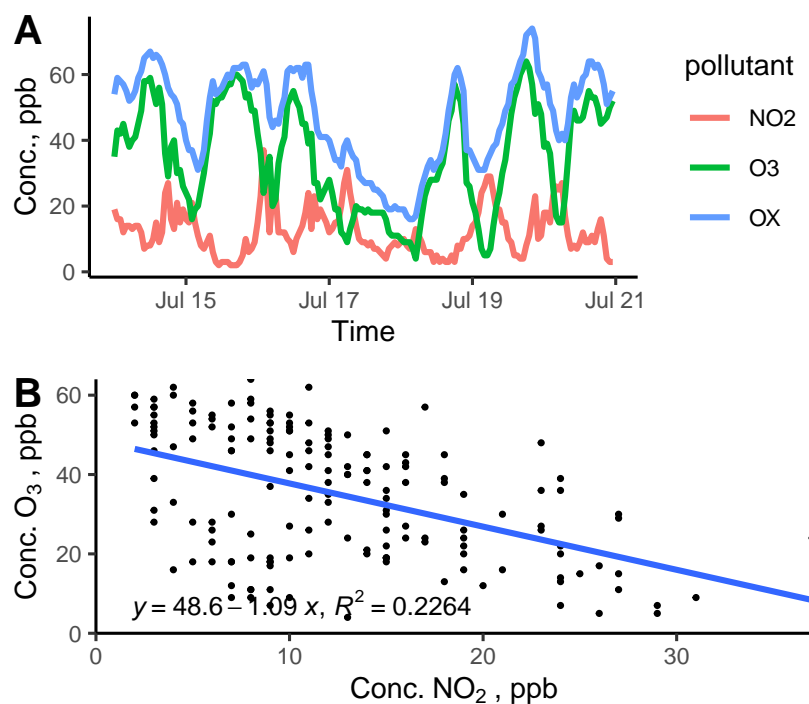 A
Conc., ppb
60
40
20
0
Jul 15 Jul 17 Jul 19 Jul 21
Time
pollutant
NO2
O3
OX
B
Conc. O₃ , ppb
60
40
20
0
y = 48.6 − 1.09 x, R² = 0.2264
0 10 20 30
Conc. NO₂ , ppb